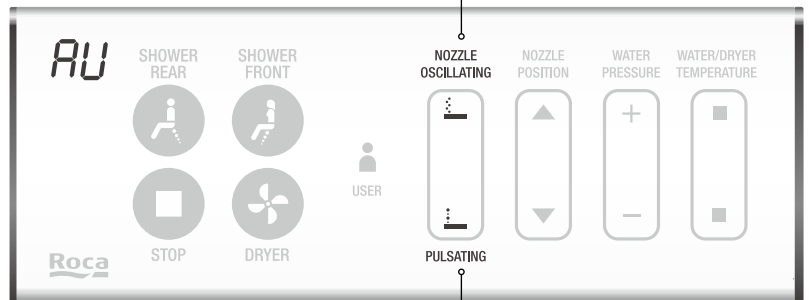 AU
SHOWER
REAR
SHOWER
FRONT
NOZZLE
OSCILLATING
NOZZLE
POSITION
WATER
PRESSURE
WATER/DRYER
TEMPERATURE
USER
STOP
DRYER
PULSATING
Roca